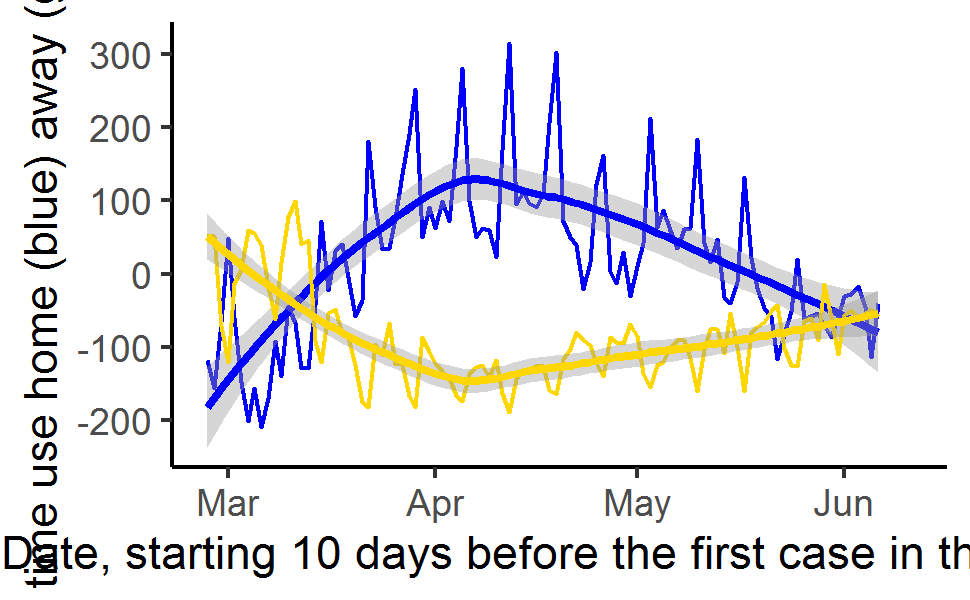 time use home (blue) away (
300
200
100
0
-100
-200
Mar Apr May Jun
Date, starting 10 days before the first case in th